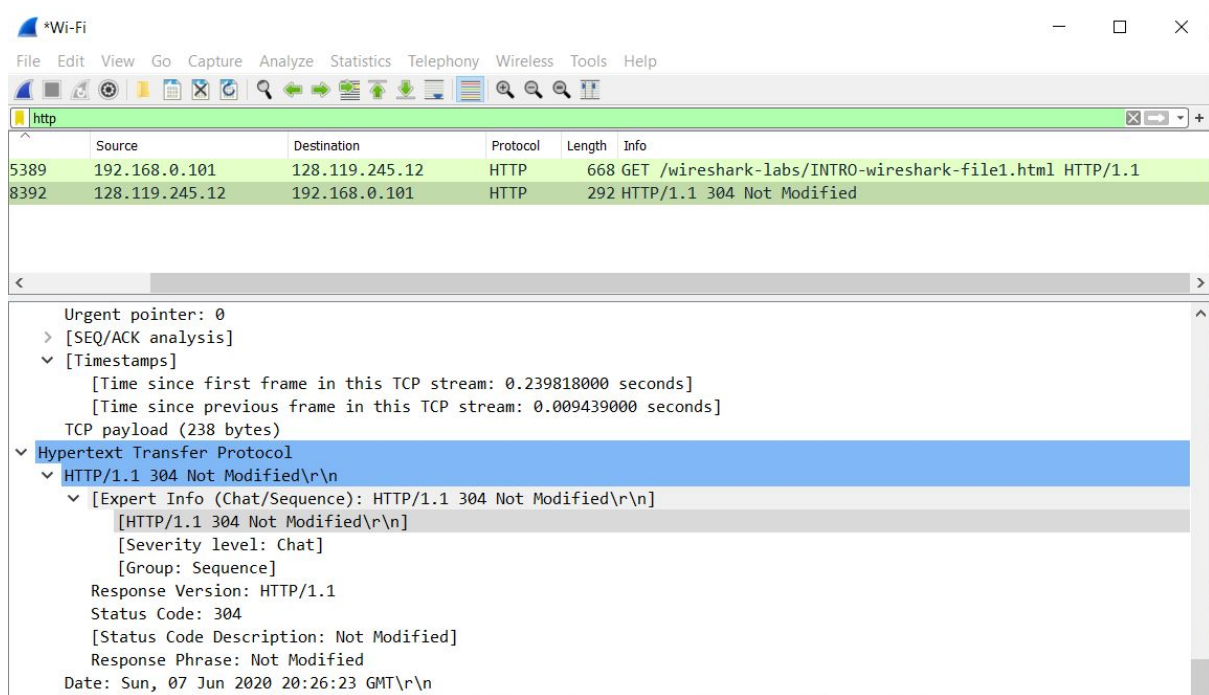 *Wi-Fi
File Edit View Go Capture Analyze Statistics Telephony Wireless Tools Help
http
Source Destination Protocol Length Info
5389 192.168.0.101 128.119.245.12 HTTP 668 GET /wireshark-labs/INTRO-wireshark-file1.html HTTP/1.1
8392 128.119.245.12 192.168.0.101 HTTP 292 HTTP/1.1 304 Not Modified
Urgent pointer: 0
[SEQ/ACK analysis]
[Timestamps]
[Time since first frame in this TCP stream: 0.239818000 seconds]
[Time since previous frame in this TCP stream: 0.009439000 seconds]
TCP payload (238 bytes)
Hypertext Transfer Protocol
HTTP/1.1 304 Not Modified\r\n
[Expert Info (Chat/Sequence): HTTP/1.1 304 Not Modified\r\n]
[HTTP/1.1 304 Not Modified\r\n]
[Severity level: Chat]
[Group: Sequence]
Response Version: HTTP/1.1
Status Code: 304
[Status Code Description: Not Modified]
Response Phrase: Not Modified
Date: Sun, 07 Jun 2020 20:26:23 GMT\r\n